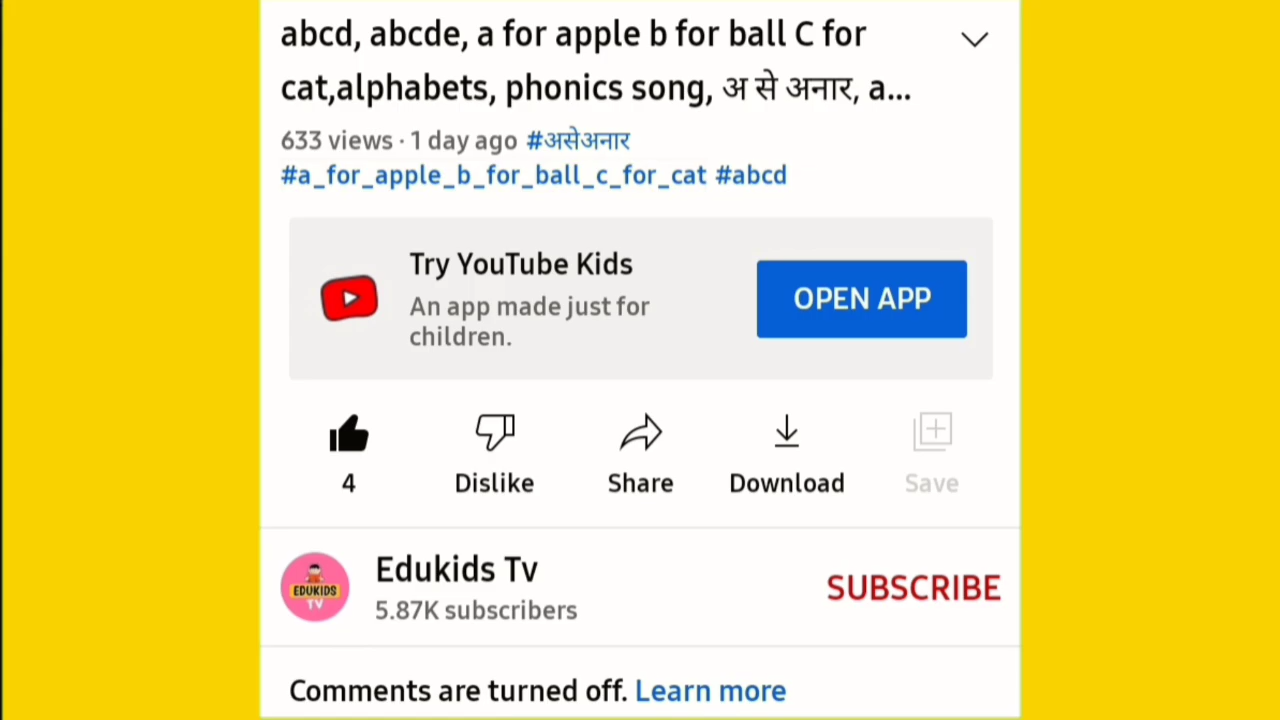 abcd, abcde, a for apple b for ball C for
cat,alphabets, phonics song, अ से अनार, a...
633 views · 1 day ago #असेअनार
#a_for_apple_b_for_ball_c_for_cat #abcd
Try YouTube Kids
An app made just for
children.
OPEN APP
4
Dislike
Share
Download
Save
EDUKIDS
TV
Edukids Tv
5.87K subscribers
SUBSCRIBE
Comments are turned off. Learn more